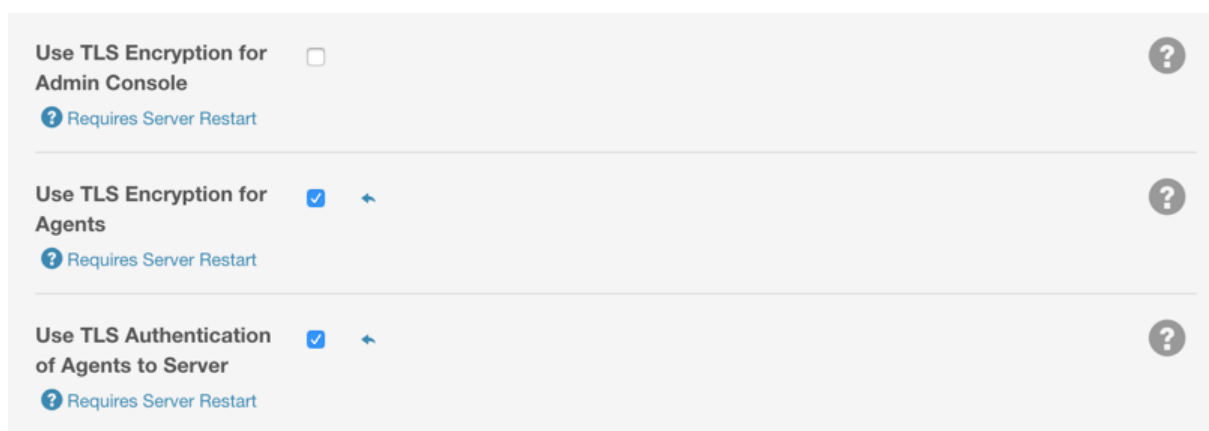 Use TLS Encryption for
Admin Console
? Requires Server Restart
?
Use TLS Encryption for
Agents
? Requires Server Restart
?
Use TLS Authentication
of Agents to Server
? Requires Server Restart
?